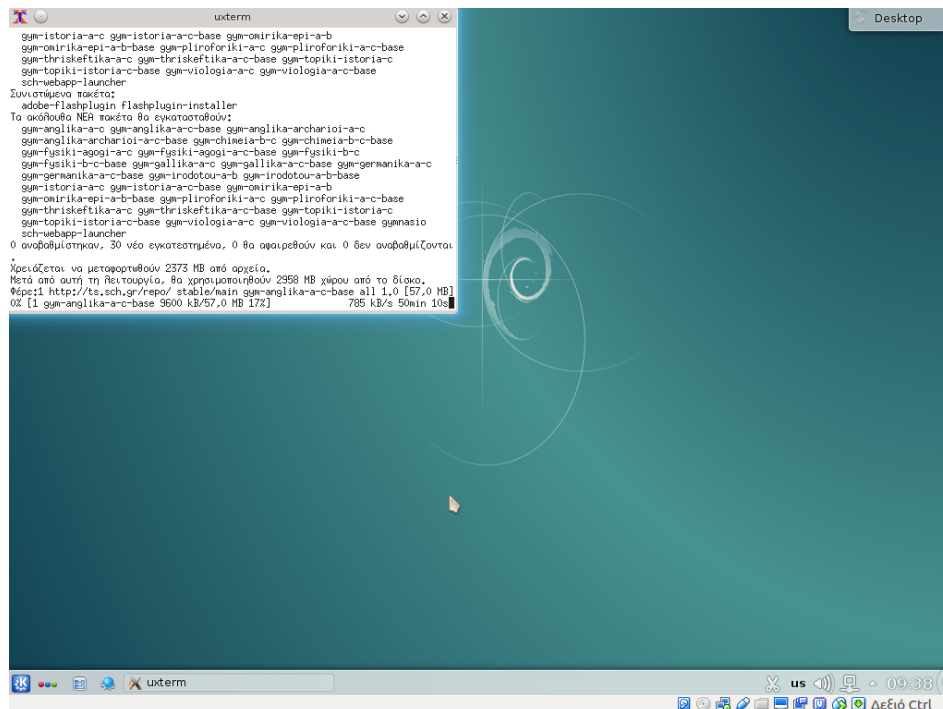 uxterm
Desktop
gym-istoria-a-c gym-istoria-a-c-base gym-omirika-epi-a-b
gym-omirika-epi-a-b-base gym-pliroforiki-a-c gym-pliroforiki-a-c-base
gym-thriskeftika-a-c gym-thriskeftika-a-c-base gym-topiki-istoria-c
gym-topiki-istoria-c-base gym-viologia-a-c gym-viologia-a-c-base
sch-webapp-launcher
Συνιστώμενα πακέτα:
adobe-flashplugin flashplugin-installer
Τα ακόλουθα ΝΕΑ πακέτα θα εγκατασταθούν:
gym-anglika-a-c gym-anglika-a-c-base gym-anglika-archarioi-a-c
gym-anglika-archarioi-a-c-base gym-chimeia-b-c gym-chimeia-b-c-base
gym-fysiki-agogi-a-c gym-fysiki-agogi-a-c-base gym-fysiki-b-c
gym-fysiki-b-c-base gym-gallika-a-c gym-gallika-a-c-base gym-germanika-a-c
gym-germanika-a-c-base gym-irodotou-a-b gym-irodotou-a-b-base
gym-istoria-a-c gym-istoria-a-c-base gym-omirika-epi-a-b
gym-omirika-epi-a-b-base gym-pliroforiki-a-c gym-pliroforiki-a-c-base
gym-thriskeftika-a-c gym-thriskeftika-a-c-base gym-topiki-istoria-c
gym-topiki-istoria-c-base gym-viologia-a-c gym-viologia-a-c-base gymnasio
sch-webapp-launcher
0 αναβαθμίστηκαν, 30 νέο εγκατεστημένα, 0 θα αφαιρεθούν και 0 δεν αναβαθμίζονται
.
Χρειάζεται να μεταφορτωθούν 2373 MB από αρχεία.
Μετά από αυτή τη λειτουργία, θα χρησιμοποιηθούν 2958 MB χώρου από το δίσκο.
Φέρε:1 http://ts.sch.gr/repo/ stable/main gym-anglika-a-c-base all 1.0 [57,0 MB]
0% [1 gym-anglika-a-c-base 9600 kB/57,0 MB 17%] 785 kB/s 50min 10s
uxterm
us
09:38
Δεξιό Ctrl